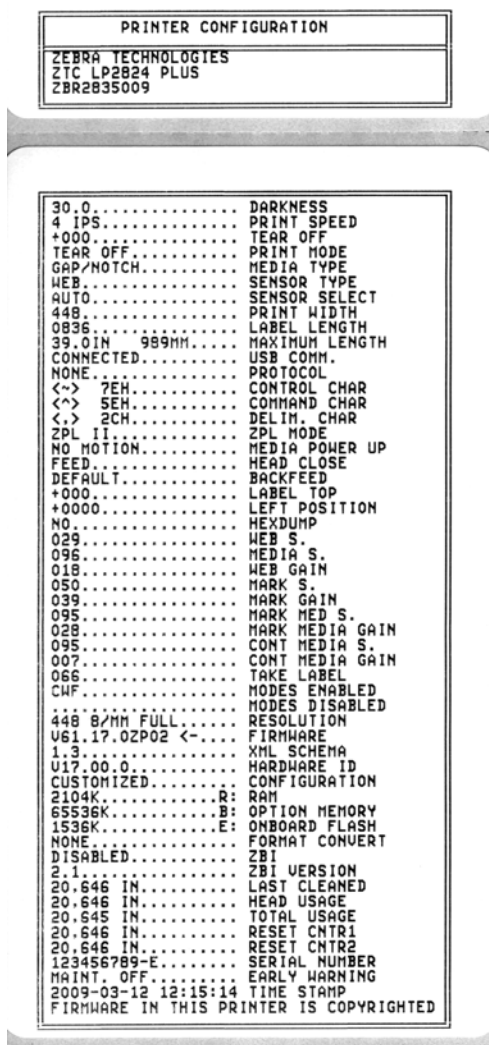 PRINTER CONFIGURATION
ZEBRA TECHNOLOGIES
ZTC LP2824 PLUS
ZBR2835009
30.0............... DARKNESS
4 IPS.............. PRINT SPEED
+000............... TEAR OFF
TEAR OFF........... PRINT MODE
GAP/NOTCH.......... MEDIA TYPE
WEB................ SENSOR TYPE
AUTO............... SENSOR SELECT
448................ PRINT WIDTH
0836............... LABEL LENGTH
39.0IN   989MM..... MAXIMUM LENGTH
CONNECTED.......... USB COMM.
NONE............... PROTOCOL
<~>  7EH........... CONTROL CHAR
<^>  5EH........... COMMAND CHAR
<,>  2CH........... DELIM. CHAR
ZPL II............. ZPL MODE
NO MOTION.......... MEDIA POWER UP
FEED............... HEAD CLOSE
DEFAULT............ BACKFEED
+000............... LABEL TOP
+0000.............. LEFT POSITION
NO................. HEXDUMP
029................ WEB S.
096................ MEDIA S.
018................ WEB GAIN
050................ MARK S.
039................ MARK GAIN
095................ MARK MED S.
028................ MARK MEDIA GAIN
095................ CONT MEDIA S.
007................ CONT MEDIA GAIN
066................ TAKE LABEL
CWF................ MODES ENABLED
................... MODES DISABLED
448 8/MM FULL...... RESOLUTION
V61.17.0ZP02 <-.... FIRMWARE
1.3................ XML SCHEMA
V17.00.0........... HARDWARE ID
CUSTOMIZED......... CONFIGURATION
2104K............R: RAM
65536K...........B: OPTION MEMORY
1536K............E: ONBOARD FLASH
NONE............... FORMAT CONVERT
DISABLED........... ZBI
2.1................ ZBI VERSION
20.646 IN.......... LAST CLEANED
20.646 IN.......... HEAD USAGE
20.645 IN.......... TOTAL USAGE
20.646 IN.......... RESET CNTR1
20.646 IN.......... RESET CNTR2
123456789-E........ SERIAL NUMBER
MAINT. OFF......... EARLY WARNING
2009-03-12 12:15:14 TIME STAMP
FIRMWARE IN THIS PRINTER IS COPYRIGHTED